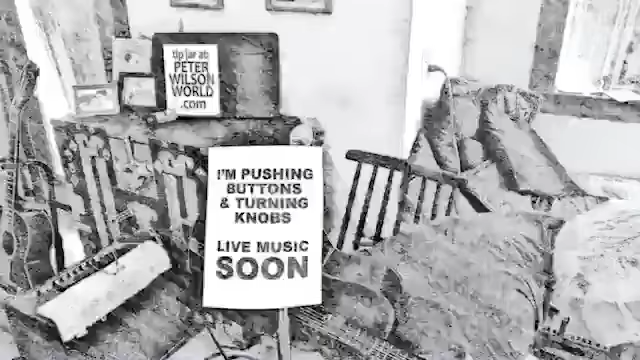 tip jar at
PETER
WILSON
WORLD
.com
I'M PUSHING
BUTTONS
& TURNING
KNOBS
LIVE MUSIC
SOON